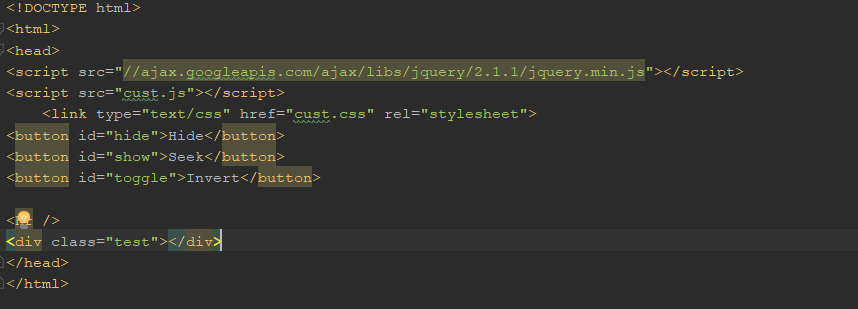 <!DOCTYPE html>
<html>
<head>
<script src="//ajax.googleapis.com/ajax/libs/jquery/2.1.1/jquery.min.js"></script>
<script src="cust.js"></script>
<link type="text/css" href="cust.css" rel="stylesheet">
<button id="hide">Hide</button>
<button id="show">Seek</button>
<button id="toggle">Invert</button>
< />
<div class="test"></div>
</head>
</html>